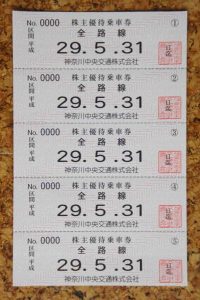 No. 0000 株主優待乗車券 ①
区間 全路線
平成 29.5.31
神奈川中央交通株式会社
No. 0000 株主優待乗車券 ②
区間 全路線
平成 29.5.31
神奈川中央交通株式会社
No. 0000 株主優待乗車券 ③
区間 全路線
平成 29.5.31
神奈川中央交通株式会社
No. 0000 株主優待乗車券 ④
区間 全路線
平成 29.5.31
神奈川中央交通株式会社
No. 0000 株主優待乗車券 ⑤
区間 全路線
平成 29.5.31
神奈川中央交通株式会社